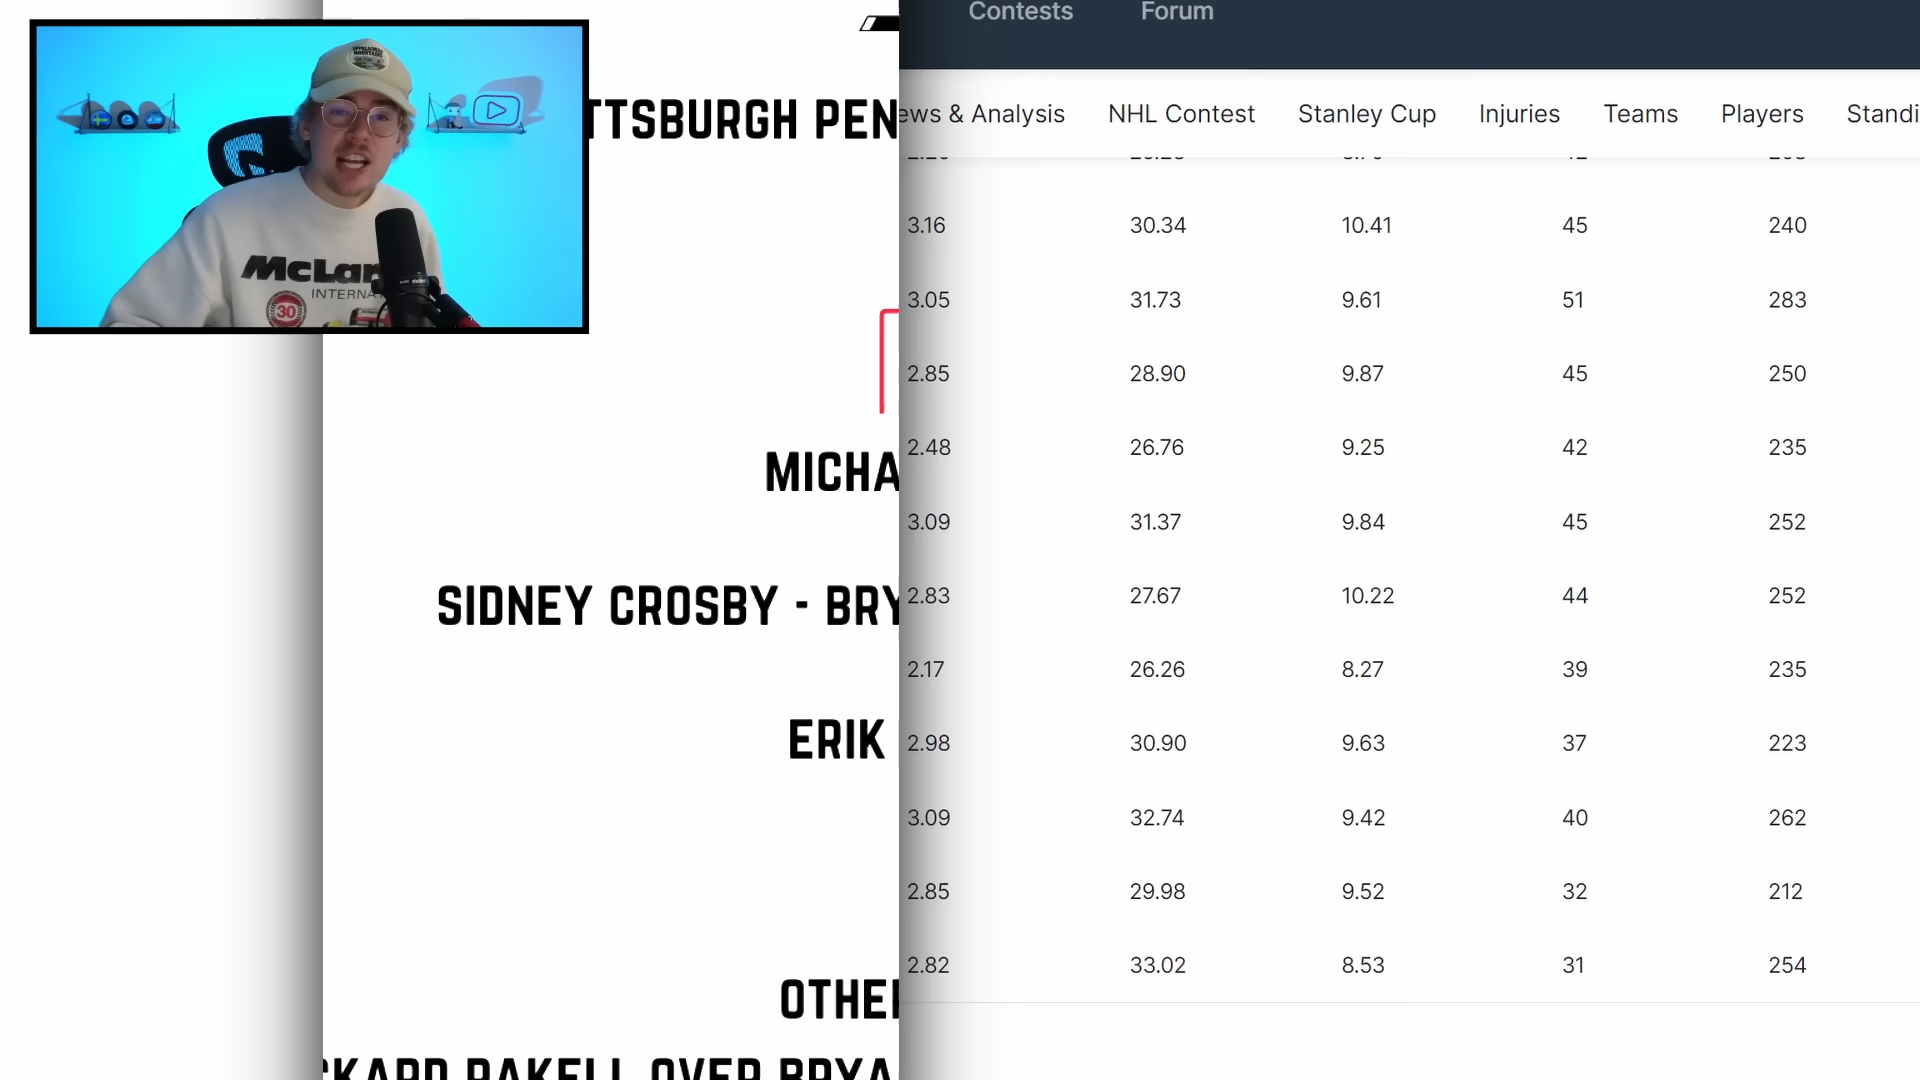 Contests Forum
ews & Analysis NHL Contest Stanley Cup Injuries Teams Players Standi
TTSBURGH PEN
3.16 30.34 10.41 45 240
McLar
INTERNA
30
3.05 31.73 9.61 51 283
2.85 28.90 9.87 45 250
MICHA
2.48 26.76 9.25 42 235
3.09 31.37 9.84 45 252
SIDNEY CROSBY - BRY
2.83 27.67 10.22 44 252
2.17 26.26 8.27 39 235
ERIK
2.98 30.90 9.63 37 223
3.09 32.74 9.42 40 262
2.85 29.98 9.52 32 212
2.82 33.02 8.53 31 254
OTHER
CKARD RAKELL OVER BRYA